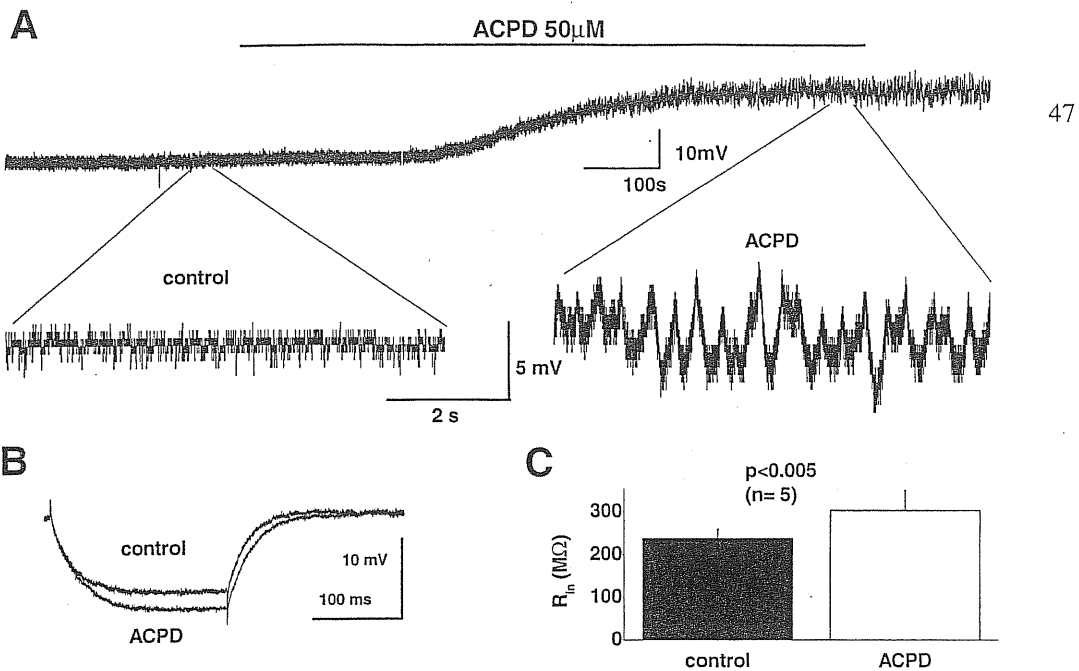 A
ACPD 50µM
47
10mV
100s
ACPD
control
5 mV
2 s
B
control
10 mV
100 ms
ACPD
C
p<0.005
(n= 5)
300
200
100
0
Rin (MΩ)
control
ACPD